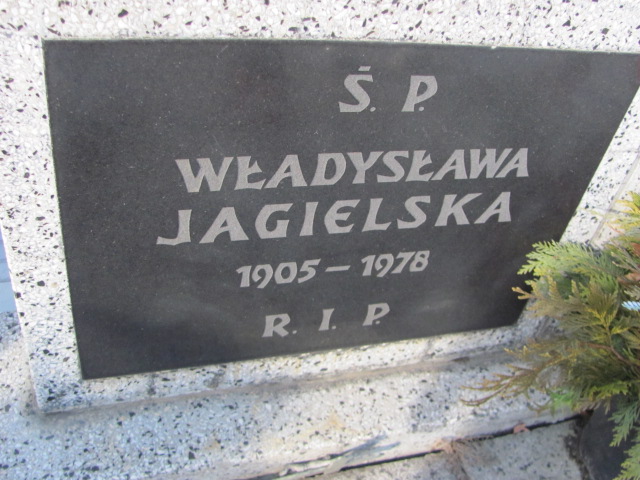 Ś. P.
WŁADYSŁAWA
JAGIELSKA
1905 – 1978
R. I. P.